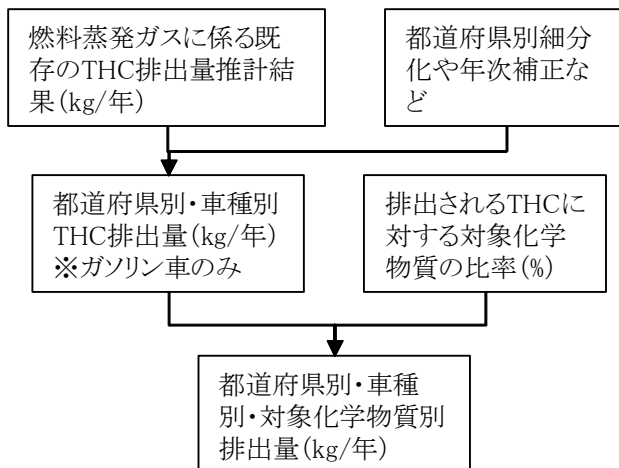 燃料蒸発ガスに係る既
存のTHC排出量推計結
果(kg/年)
都道府県別細分
化や年次補正な
ど
都道府県別・車種別
THC排出量(kg/年)
※ガソリン車のみ
排出されるTHCに
対する対象化学
物質の比率(%)
都道府県別・車種
別・対象化学物質別
排出量(kg/年)